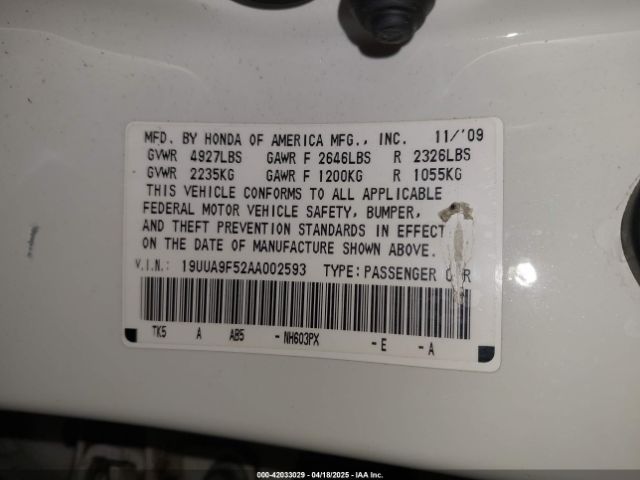 MFD. BY HONDA OF AMERICA MFG., INC. 11/'09
GVWR 4927LBS GAWR F 2646LBS R 2326LBS
GVWR 2235KG GAWR F 1200KG R 1055KG
THIS VEHICLE CONFORMS TO ALL APPLICABLE
FEDERAL MOTOR VEHICLE SAFETY, BUMPER,
AND THEFT PREVENTION STANDARDS IN EFFECT
ON THE DATE OF MANUFACTURE SHOWN ABOVE.
V.I.N.: 19UUA9F52AA002593 TYPE: PASSENGER CAR
TK5 A AB5 -NH603PX -E -A
000-42033029 - 04/18/2025 - IAA Inc.